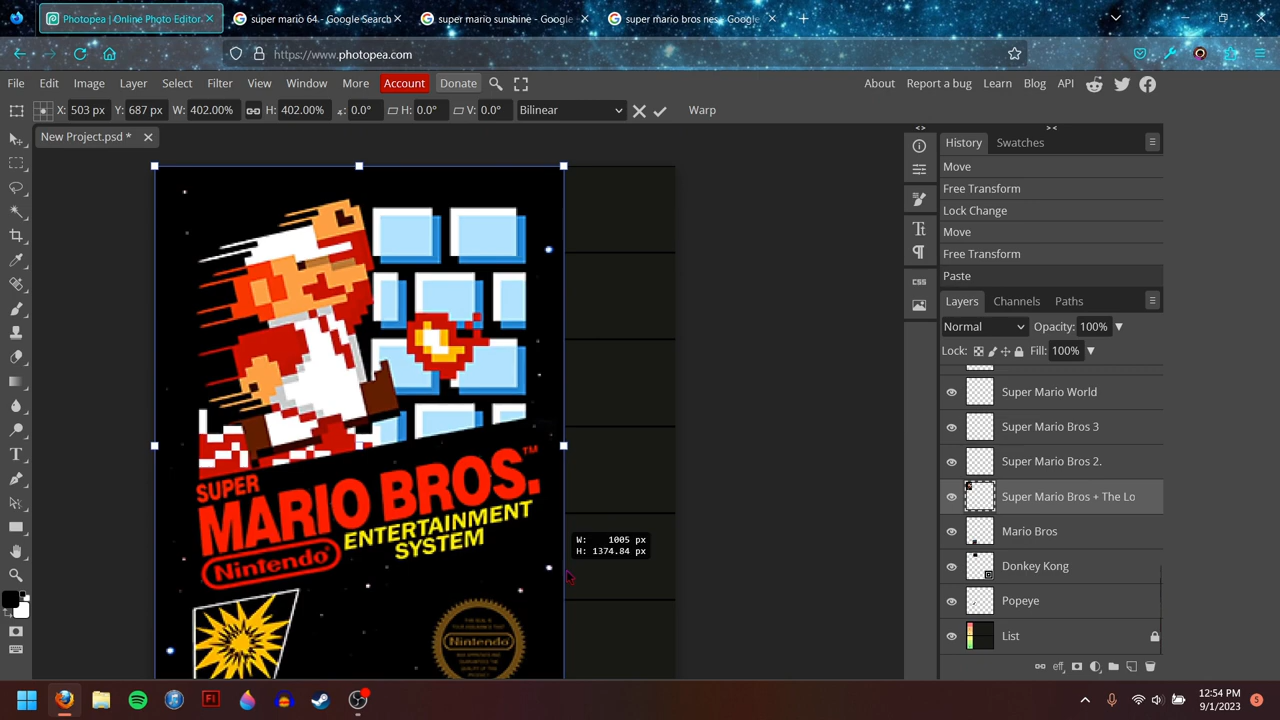 Photopea | Online Photo Editor
super mario 64 - Google Search
super mario sunshine - Google
super mario bros nes - Google
https://www.photopea.com
File Edit Image Layer Select Filter View Window More Account Donate
About Report a bug Learn Blog API
X: 503 px Y: 687 px W: 402.00% H: 402.00% 0.0° H: 0.0° V: 0.0° Bilinear Warp
New Project.psd *
History Swatches
Move
Free Transform
Lock Change
Move
Free Transform
Paste
Layers Channels Paths
Normal Opacity: 100%
Lock: Fill: 100%
Super Mario World
Super Mario Bros 3
Super Mario Bros 2.
Super Mario Bros + The Lo
Mario Bros
Donkey Kong
Popeye
List
CSS
eff
SUPER
MARIO BROS.™
ENTERTAINMENT
SYSTEM
Nintendo®
Nintendo
W: 1005 px
H: 1374.84 px
12:54 PM
9/1/2023
5